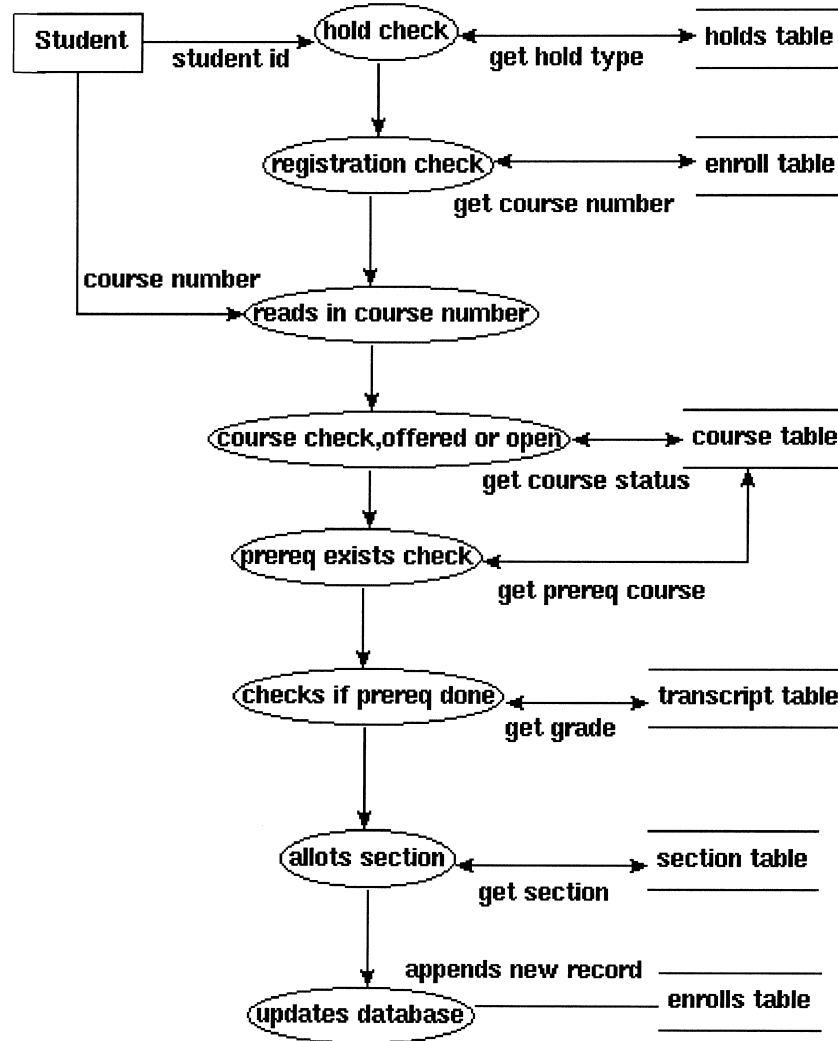 Student
student id
hold check
get hold type
holds table
registration check
get course number
enroll table
course number
reads in course number
course check,offered or open
get course status
course table
prereq exists check
get prereq course
checks if prereq done
get grade
transcript table
allots section
get section
section table
appends new record
updates database
enrolls table